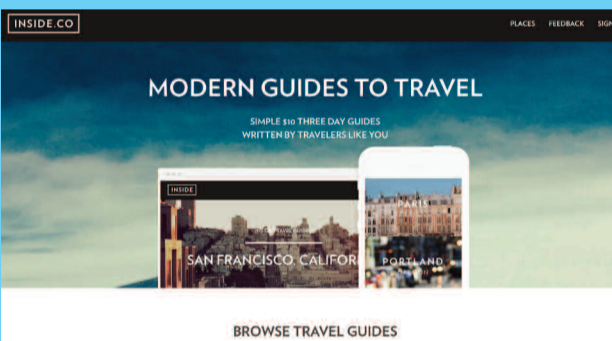 INSIDE.CO
PLACES FEEDBACK SIGN
MODERN GUIDES TO TRAVEL
SIMPLE $10 THREE DAY GUIDES
WRITTEN BY TRAVELERS LIKE YOU
INSIDE
SAN FRANCISCO, CALIFOR
PARIS
PORTLAND
BROWSE TRAVEL GUIDES